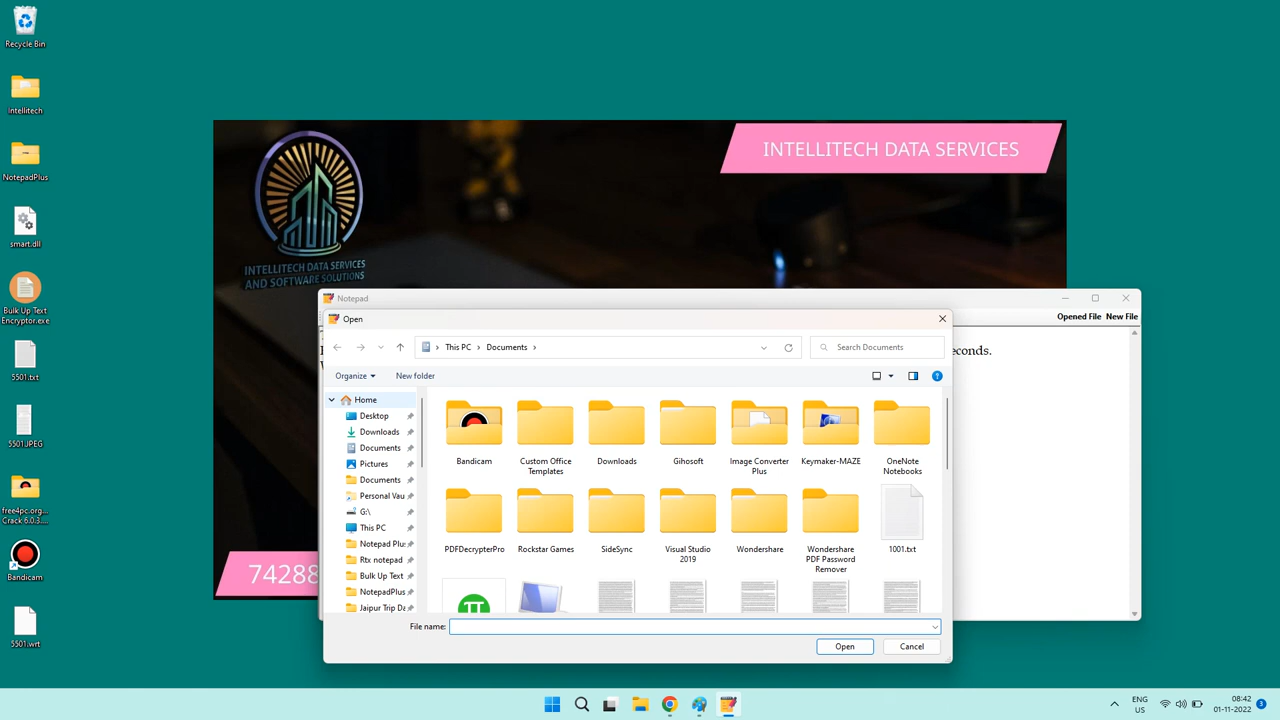 Recycle Bin
Intellitech
NotepadPlus
smart.dll
Bulk Up Text
Encryptor.exe
5501.txt
5501JPEG
free4pc.org...
Crack 6.0.3....
Bandicam
5501.wrt
INTELLITECH DATA SERVICES
AND SOFTWARE SOLUTIONS
INTELLITECH DATA SERVICES
74288
Notepad
Opened File New File
econds.
Open
This PC > Documents >
Search Documents
Organize
New folder
Home
Desktop
Downloads
Documents
Pictures
Documents
Personal Vau
G:\
This PC
Notepad Plu
Rtx notepad
Bulk Up Text
NotepadPlus
Jaipur Trip Da
Bandicam
Custom Office
Templates
Downloads
Gihosoft
Image Converter
Plus
Keymaker-MAZE
OneNote
Notebooks
PDFDecrypterPro
Rockstar Games
SideSync
Visual Studio
2019
Wondershare
Wondershare
PDF Password
Remover
1001.txt
File name:
Open
Cancel
ENG
US
08:42
01-11-2022
3